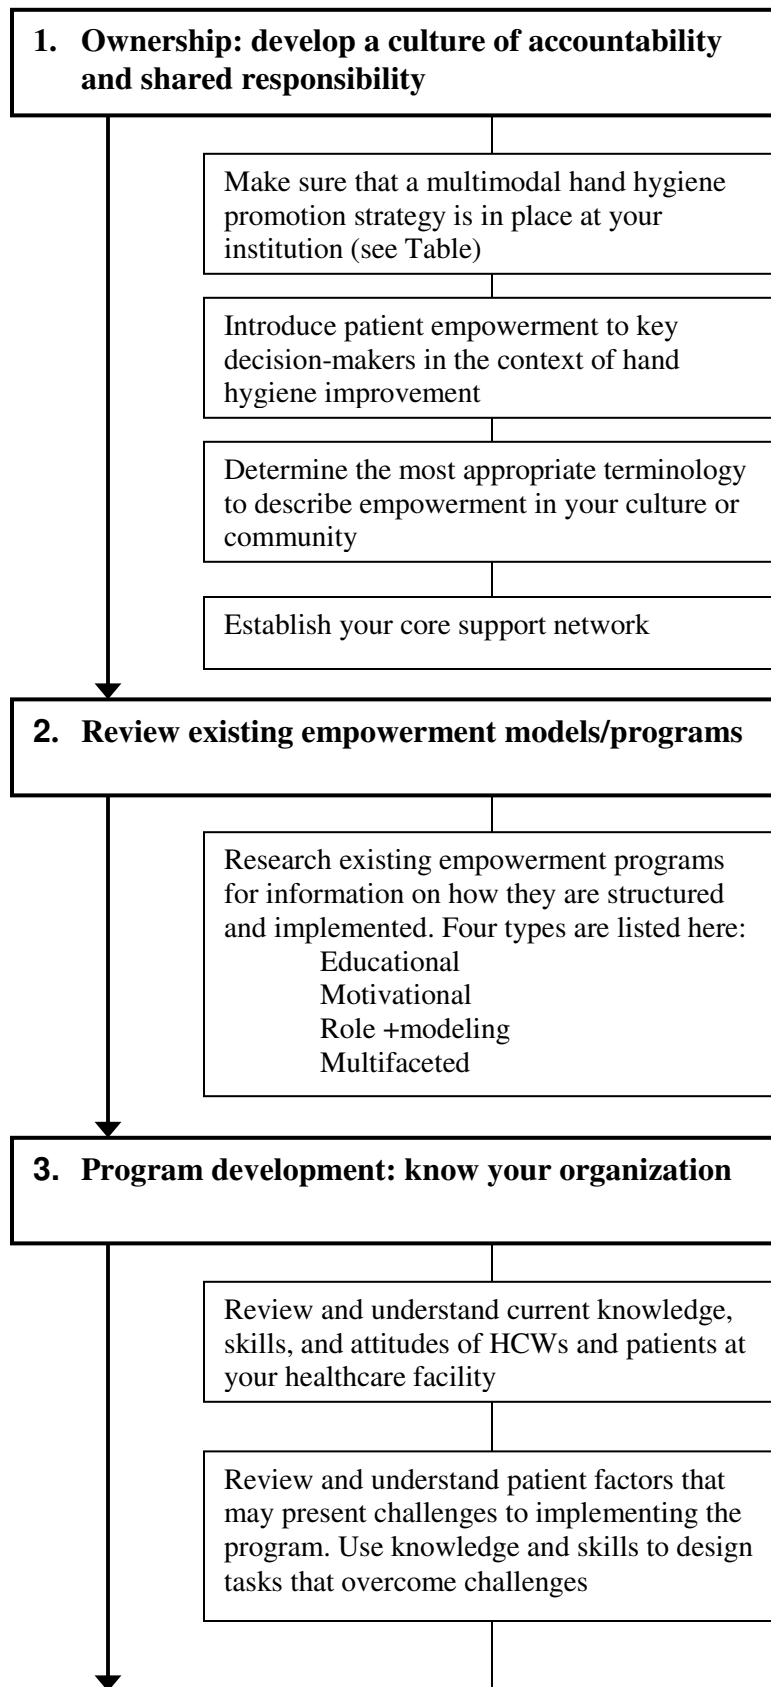 1. Ownership: develop a culture of accountability
and shared responsibility
Make sure that a multimodal hand hygiene
promotion strategy is in place at your
institution (see Table)
Introduce patient empowerment to key
decision-makers in the context of hand
hygiene improvement
Determine the most appropriate terminology
to describe empowerment in your culture or
community
Establish your core support network
2. Review existing empowerment models/programs
Research existing empowerment programs
for information on how they are structured
and implemented. Four types are listed here:
Educational
Motivational
Role +modeling
Multifaceted
3. Program development: know your organization
Review and understand current knowledge,
skills, and attitudes of HCWs and patients at
your healthcare facility
Review and understand patient factors that
may present challenges to implementing the
program. Use knowledge and skills to design
tasks that overcome challenges